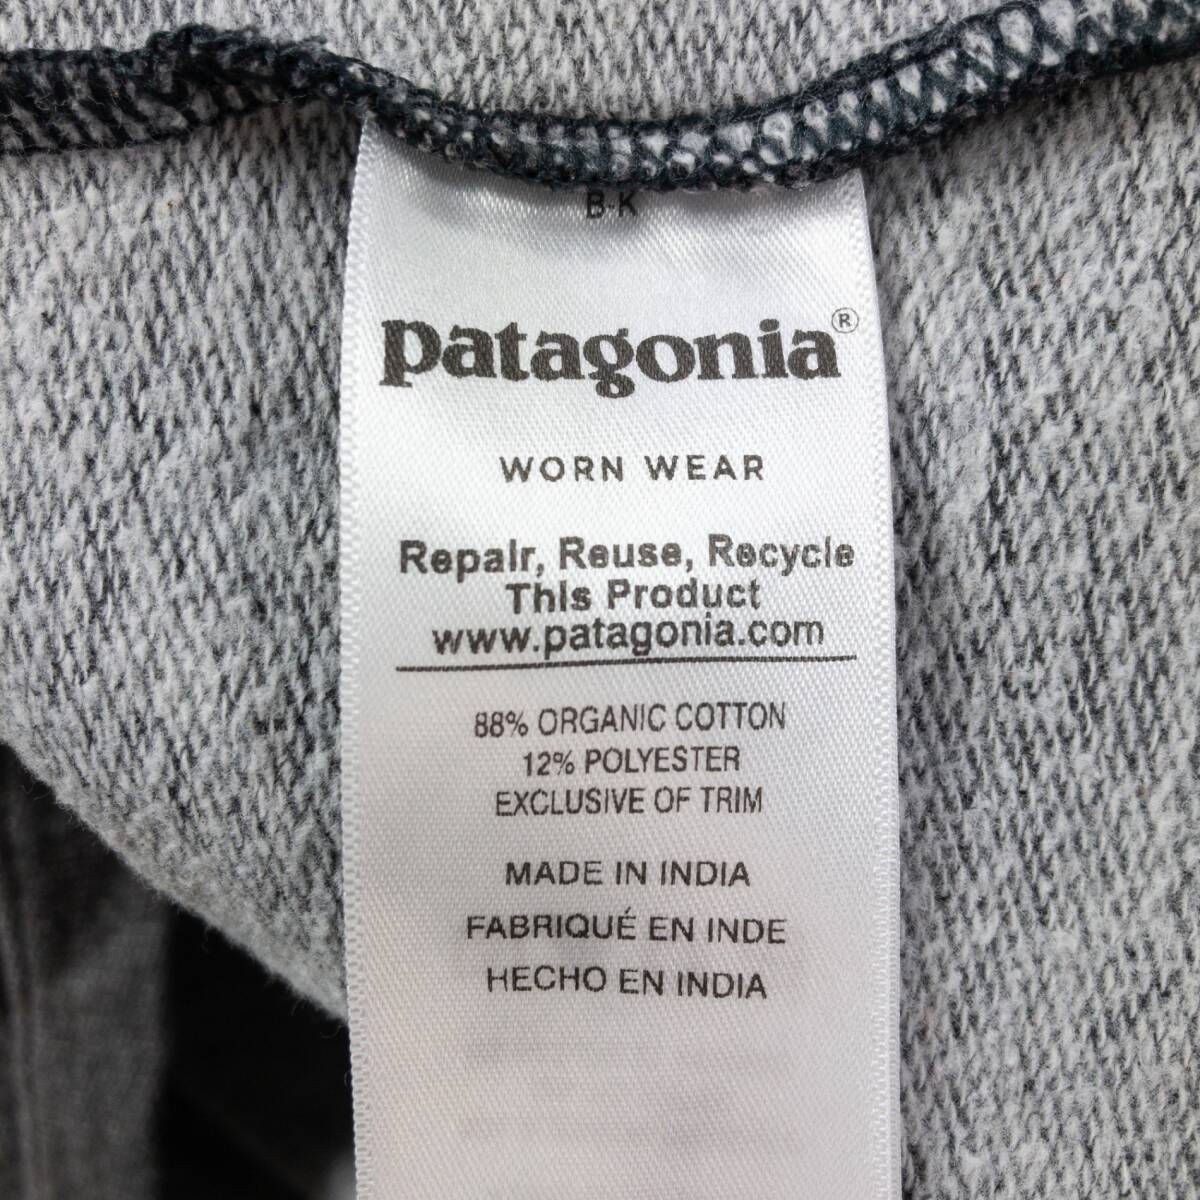 B-K
patagonia®
WORN WEAR
Repair, Reuse, Recycle
This Product
www.patagonia.com
88% ORGANIC COTTON
12% POLYESTER
EXCLUSIVE OF TRIM
MADE IN INDIA
FABRIQUÉ EN INDE
HECHO EN INDIA